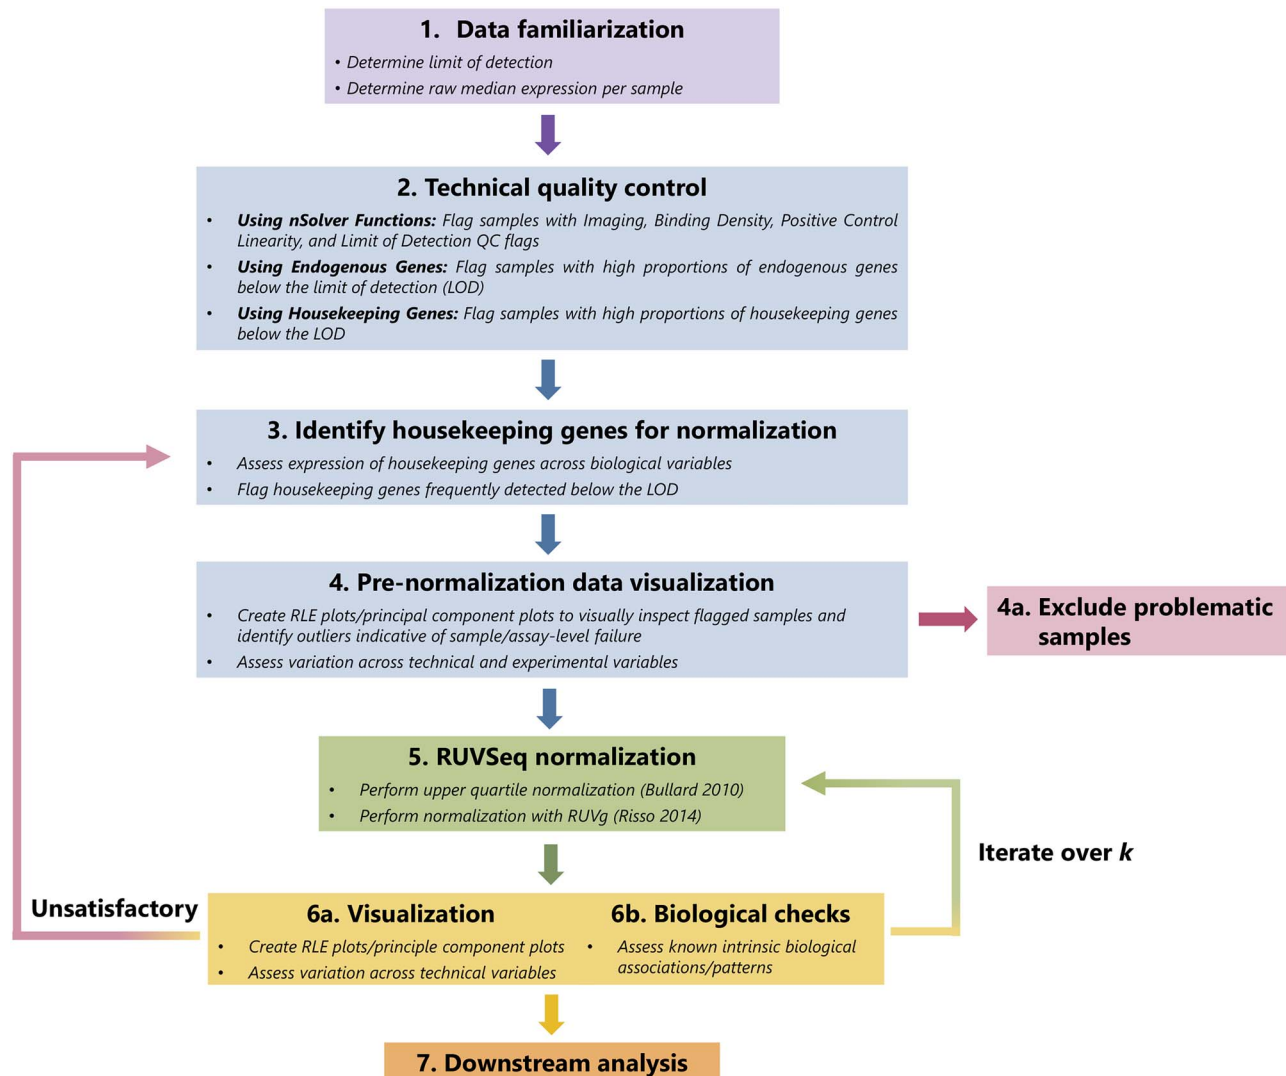 1. Data familiarization
• Determine limit of detection
• Determine raw median expression per sample
2. Technical quality control
• Using nSolver Functions: Flag samples with Imaging, Binding Density, Positive Control
Linearity, and Limit of Detection QC flags
• Using Endogenous Genes: Flag samples with high proportions of endogenous genes
below the limit of detection (LOD)
• Using Housekeeping Genes: Flag samples with high proportions of housekeeping genes
below the LOD
3. Identify housekeeping genes for normalization
• Assess expression of housekeeping genes across biological variables
• Flag housekeeping genes frequently detected below the LOD
4. Pre-normalization data visualization
• Create RLE plots/principal component plots to visually inspect flagged samples and
identify outliers indicative of sample/assay-level failure
• Assess variation across technical and experimental variables
4a. Exclude problematic
samples
5. RUVSeq normalization
• Perform upper quartile normalization (Bullard 2010)
• Perform normalization with RUVg (Risso 2014)
Iterate over k
Unsatisfactory
6a. Visualization
• Create RLE plots/principle component plots
• Assess variation across technical variables
6b. Biological checks
• Assess known intrinsic biological
associations/patterns
7. Downstream analysis